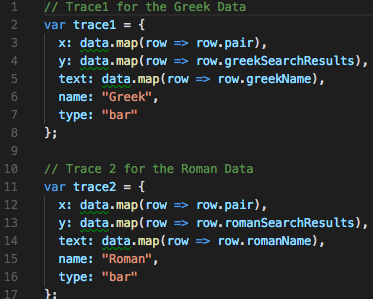 1 // Trace1 for the Greek Data
2 var trace1 = {
3 x: data.map(row => row.pair),
4 y: data.map(row => row.greekSearchResults),
5 text: data.map(row => row.greekName),
6 name: "Greek",
7 type: "bar"
8 };
9
10 // Trace 2 for the Roman Data
11 var trace2 = {
12 x: data.map(row => row.pair),
13 y: data.map(row => row.romanSearchResults),
14 text: data.map(row => row.romanName),
15 name: "Roman",
16 type: "bar"
17 };